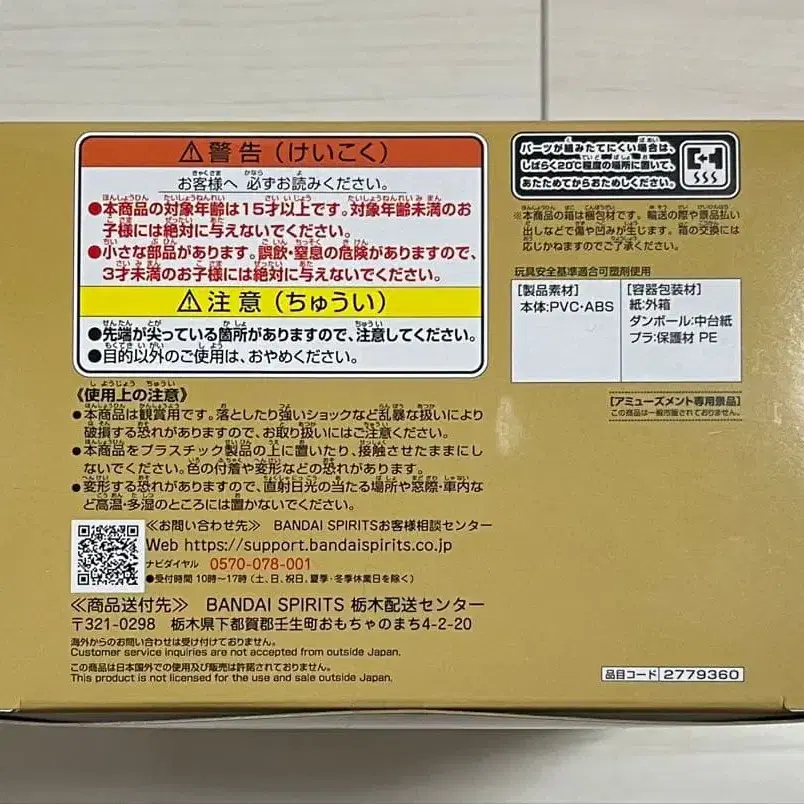 ⚠警告(けいこく)
お客様へ 必ずお読みください。
●本商品の対象年齢は15才以上です。対象年齢未満のお
子様には絶対に与えないでください。
●小さな部品があります。誤飲・窒息の危険がありますので、
3才未満のお子様には絶対に与えないでください。
⚠注意(ちゅうい)
●先端が尖っている箇所がありますので、注意してください。
●目的以外のご使用は、おやめください。
《使用上の注意》
●本商品は観賞用です。落としたり強いショックなど乱暴な扱いにより
破損する恐れがありますので、お取り扱いにはご注意ください。
●本商品をプラスチック製品の上に置いたり、接触させたままにし
ないでください。色の付着や変形などの恐れがあります。
●変形する恐れがありますので、直射日光の当たる場所や窓際・車内な
ど高温・多湿のところには置かないでください。
≪お問い合わせ先≫ BANDAI SPIRITSお客様相談センター
Web https://support.bandaispirits.co.jp
ナビダイヤル 0570-078-001
●受付時間 10時〜17時(土、日、祝日、夏季・冬季休業日を除く)
≪商品送付先≫ BANDAI SPIRITS 栃木配送センター
〒321-0298 栃木県下都賀郡壬生町おもちゃのまち4-2-20
海外からのお問い合わせは受け付けておりません。
Customer service inquiries are not accepted from outside Japan.
この商品は日本国外での使用及び販売は許諾されておりません。
This product is not licensed for the use and sale outside Japan.
パーツが組みたてにくい場合は、
しばらく20℃程度の場所に置いて、
あたためてからおためしください。
※本商品の箱は梱包材です。輸送の際や景品払い
出しなどで傷や凹みが生じます。箱の交換には
応じかねますのでご了承ください。
玩具安全基準適合可塑剤使用
[製品素材]
本体:PVC・ABS
[容器包装材]
紙:外箱
ダンボール:中台紙
プラ:保護材 PE
[アミューズメント専用景品]
この商品は一般市販されておりません。
品目コード 2779360